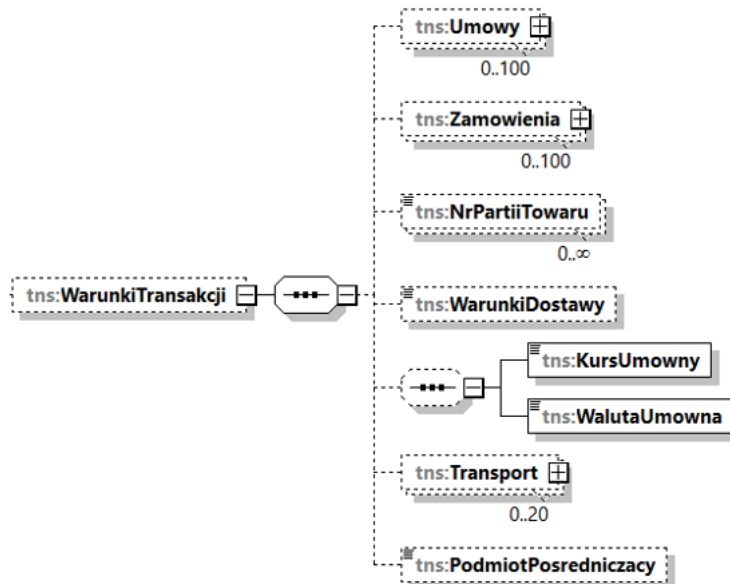 tns:Umowy
0..100
tns:Zamowienia
0..100
tns:NrPartiiTowaru
0..∞
tns:WarunkiTransakcji
tns:WarunkiDostawy
tns:KursUmowny
tns:WalutaUmowna
tns:Transport
0..20
tns:PodmiotPosredniczacy